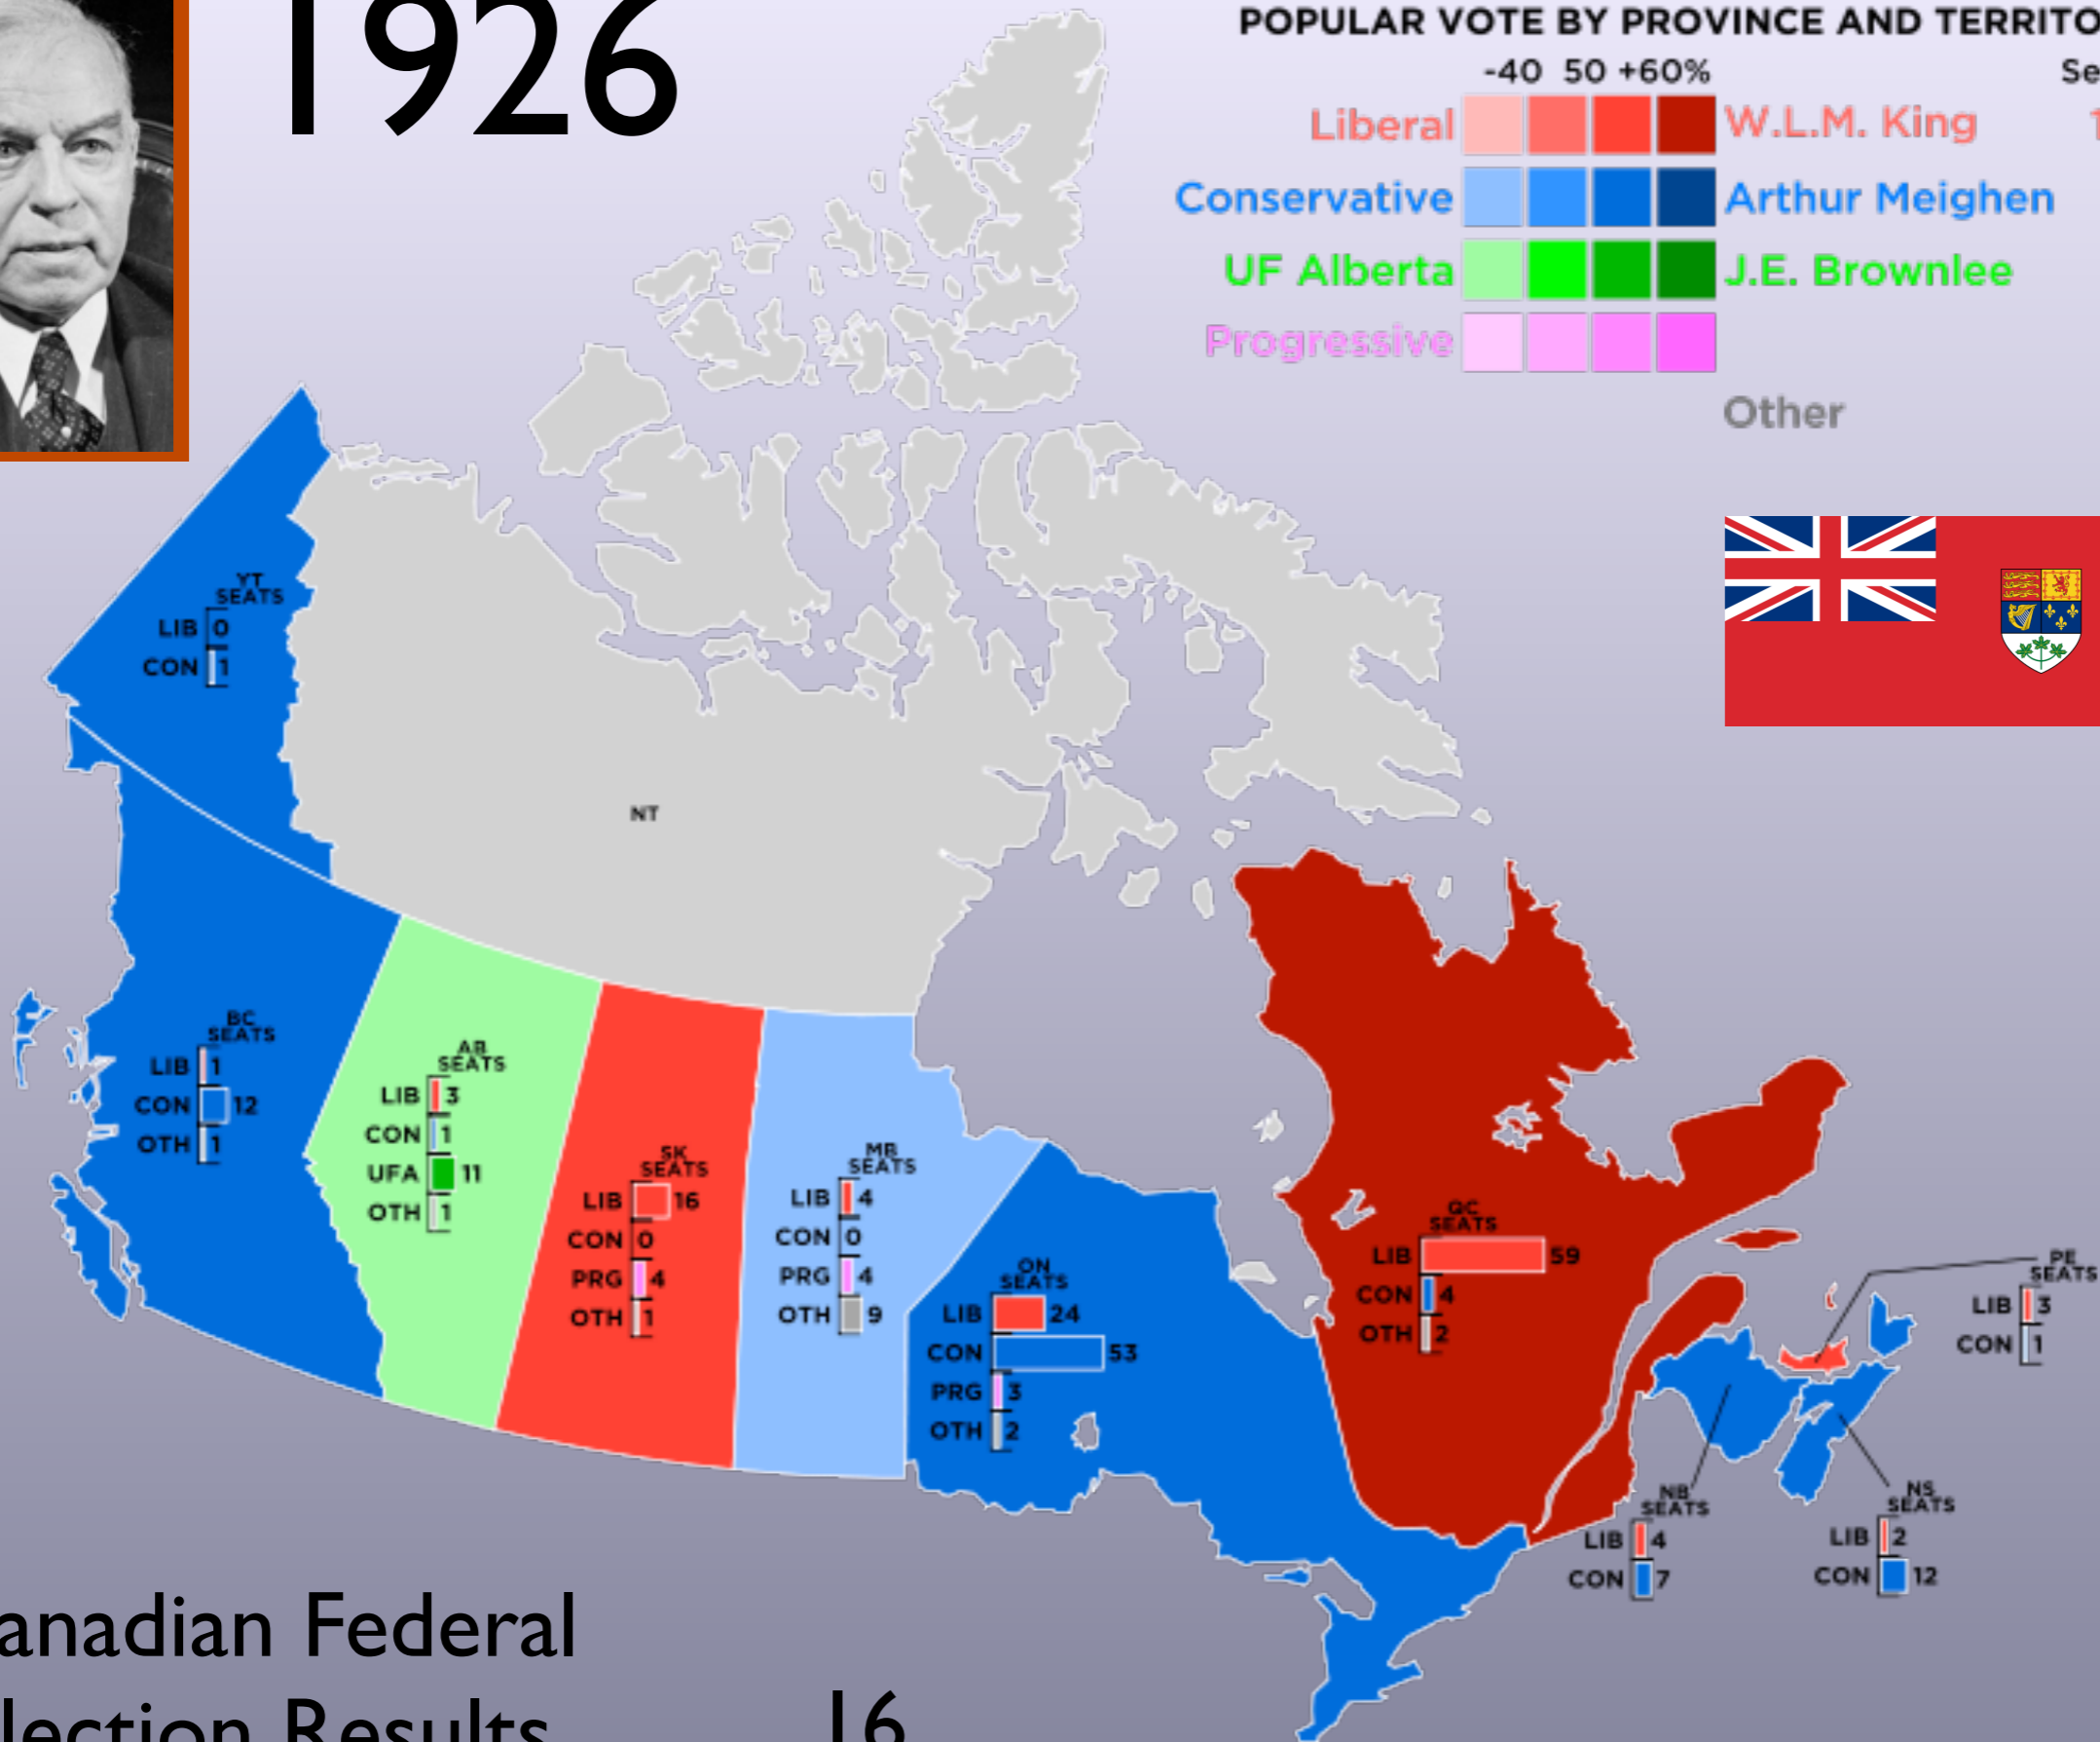 1926
POPULAR VOTE BY PROVINCE AND TERRITO
-40 50 +60%
Se
Liberal
W.L.M. King
1
Conservative
Arthur Meighen
UF Alberta
J.E. Brownlee
Progressive
Other
YT
SEATS
LIB 0
CON 1
NT
BC
SEATS
LIB 1
CON 12
OTH 1
AB
SEATS
LIB 3
CON 1
UFA 11
OTH 1
SK
SEATS
LIB 16
CON 0
PRG 4
OTH 1
MB
SEATS
LIB 4
CON 0
PRG 4
OTH 9
ON
SEATS
LIB 24
CON 53
PRG 3
OTH 2
QC
SEATS
LIB 59
CON 4
OTH 2
PE
SEATS
LIB 3
CON 1
NB
SEATS
LIB 4
CON 7
NS
SEATS
LIB 2
CON 12
anadian Federal
lection Results
16